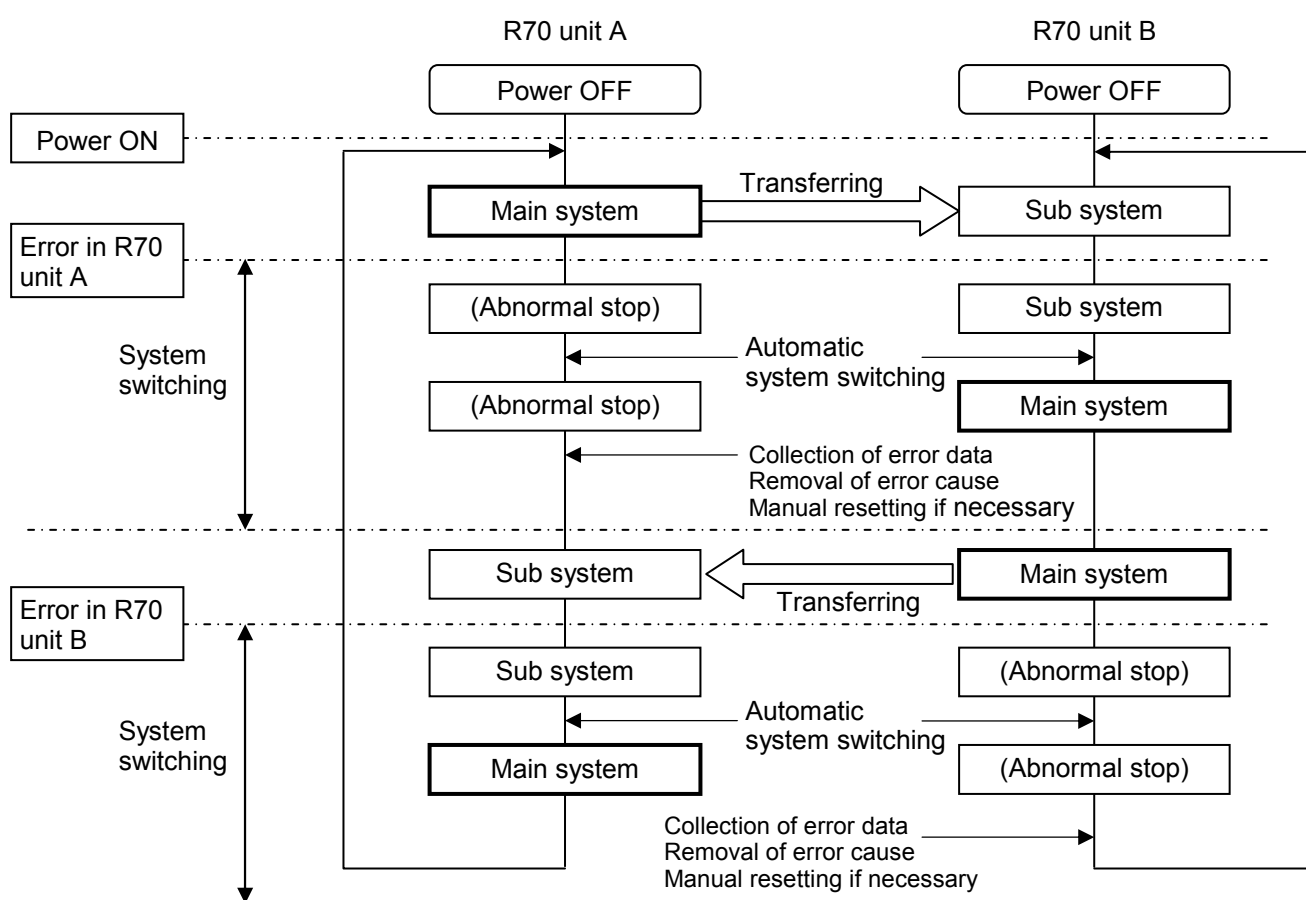 R70 unit A
R70 unit B
Power OFF
Power OFF
Power ON
Transferring
Main system
Sub system
Error in R70
unit A
(Abnormal stop)
Sub system
System
switching
Automatic
system switching
(Abnormal stop)
Main system
Collection of error data
Removal of error cause
Manual resetting if necessary
Sub system
Main system
Transferring
Error in R70
unit B
Sub system
(Abnormal stop)
System
switching
Automatic
system switching
Main system
(Abnormal stop)
Collection of error data
Removal of error cause
Manual resetting if necessary